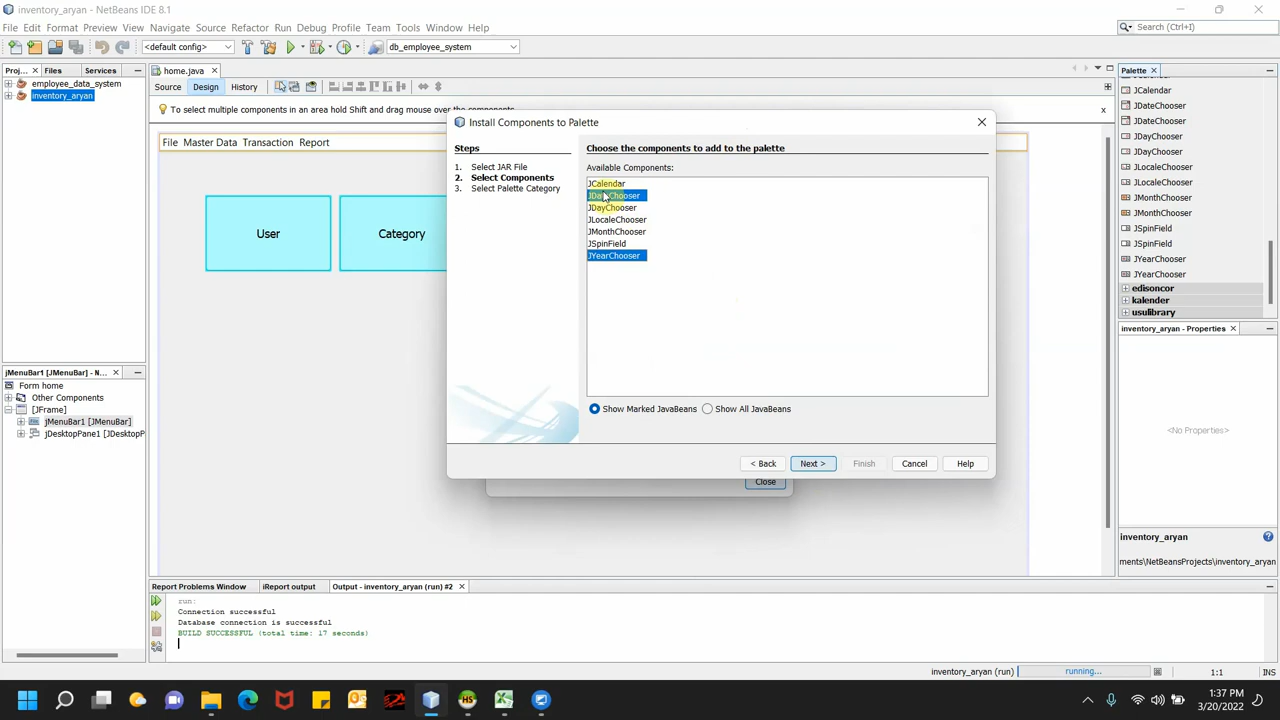 inventory_aryan - NetBeans IDE 8.1
File Edit Format Preview View Navigate Source Refactor Run Debug Profile Team Tools Window Help
Search (Ctrl+I)
<default config>
db_employee_system
Proj...
Files
Services
employee_data_system
inventory_aryan
home.java
Source
Design
History
To select multiple components in an area hold Shift and drag mouse over the components.
File Master Data Transaction Report
User
Category
Install Components to Palette
Steps
1. Select JAR File
2. Select Components
3. Select Palette Category
Choose the components to add to the palette
Available Components:
JCalendar
JDateChooser
JDayChooser
JLocaleChooser
JMonthChooser
JSpinField
JYearChooser
Show Marked JavaBeans
Show All JavaBeans
< Back
Next >
Finish
Cancel
Help
Close
Palette
JCalendar
JDateChooser
JDateChooser
JDayChooser
JDayChooser
JLocaleChooser
JLocaleChooser
JMonthChooser
JMonthChooser
JSpinField
JSpinField
JYearChooser
JYearChooser
edisoncor
kalender
usulibrary
inventory_aryan - Properties
<No Properties>
inventory_aryan
ments\NetBeansProjects\inventory_aryan
jMenuBar1 [JMenuBar] - N...
Form home
Other Components
[JFrame]
jMenuBar1 [JMenuBar]
jDesktopPane1 [JDesktopP
Report Problems Window
iReport output
Output - inventory_aryan (run) #2
run:
Connection successful
Database connection is successful
BUILD SUCCESSFUL (total time: 17 seconds)
inventory_aryan (run)
running...
1:1
INS
1:37 PM
3/20/2022